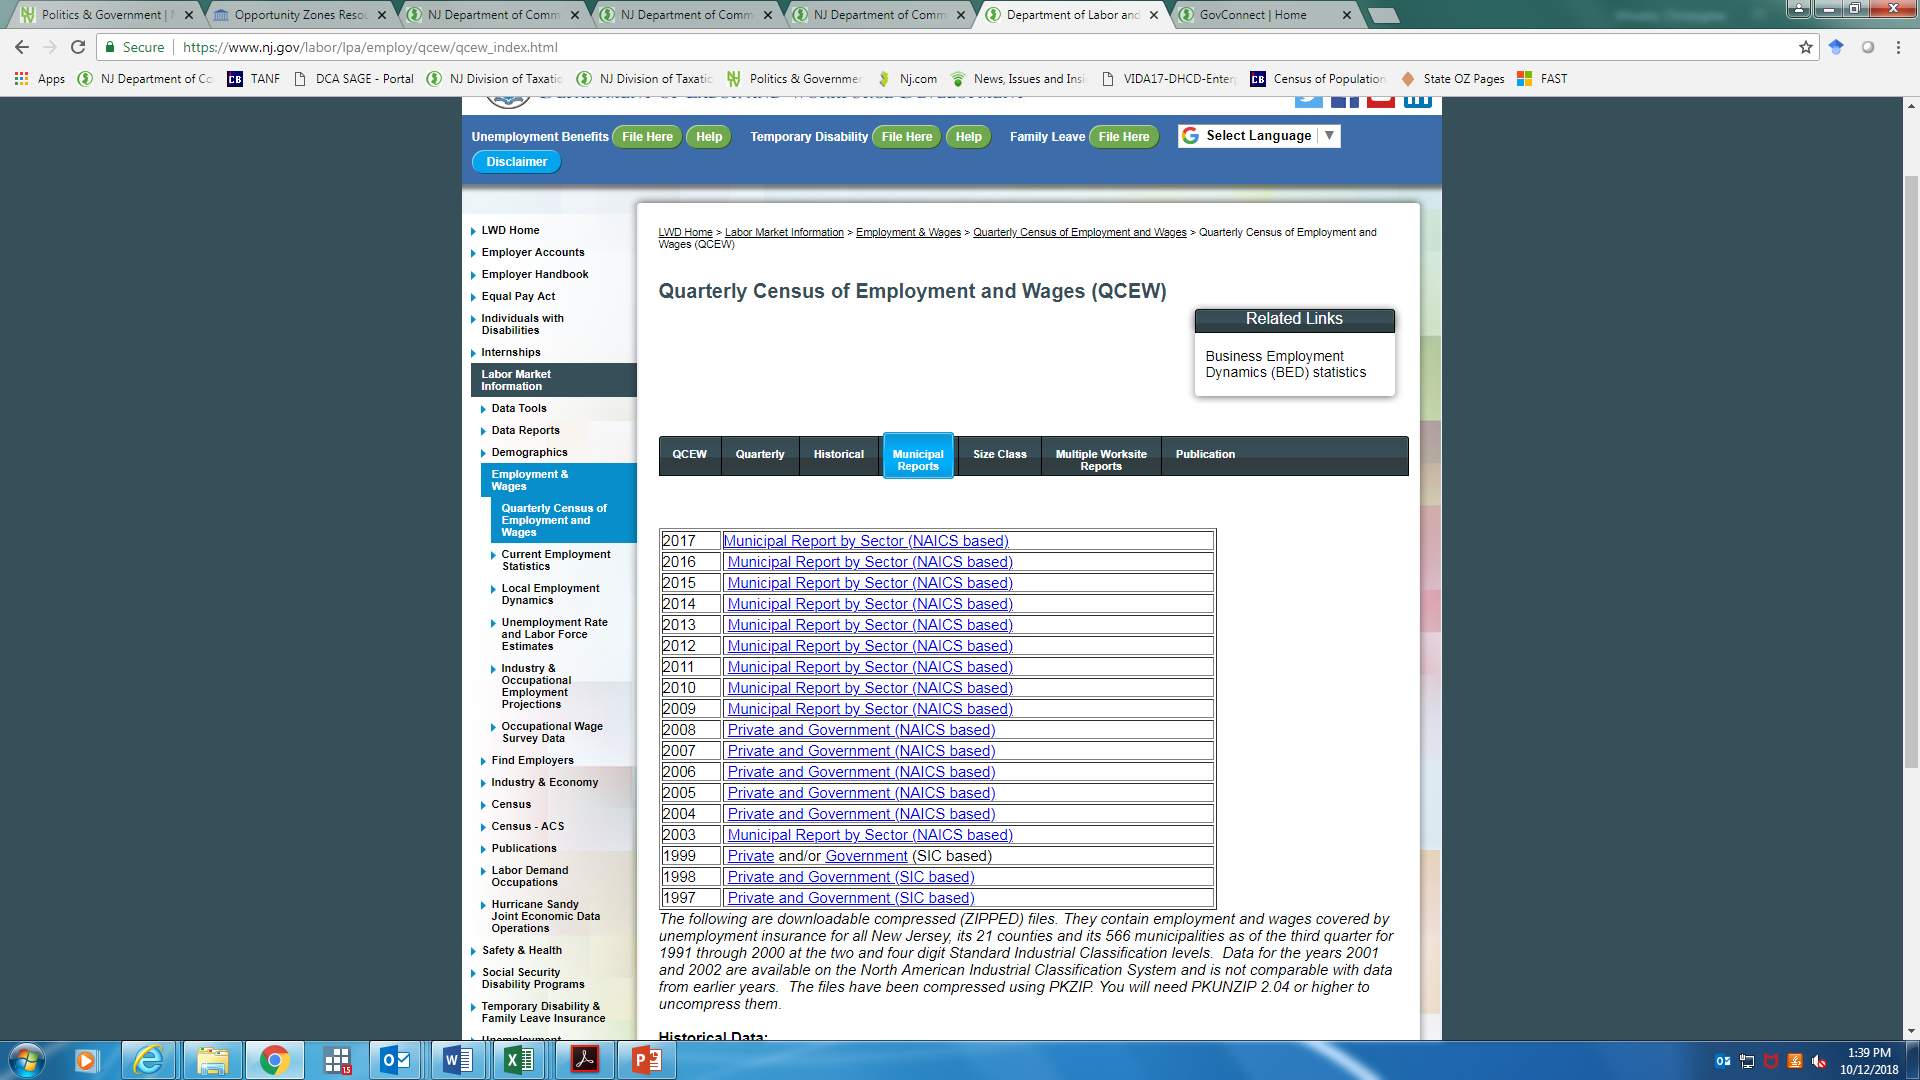 Politics & Government | N
Opportunity Zones Resou
NJ Department of Comm
NJ Department of Comm
NJ Department of Comm
Department of Labor and
GovConnect | Home
Secure
https://www.nj.gov/labor/lpa/employ/qcew/qcew_index.html
Apps
NJ Department of Co
TANF
DCA SAGE - Portal
NJ Division of Taxatio
NJ Division of Taxatio
Politics & Governmen
Nj.com
News, Issues and Insi
VIDA17-DHCD-Enterp
Census of Population
State OZ Pages
FAST
Unemployment Benefits File Here Help Temporary Disability File Here Help Family Leave File Here Select Language
Disclaimer
LWD Home
Employer Accounts
Employer Handbook
Equal Pay Act
Individuals with
Disabilities
Internships
Labor Market
Information
Data Tools
Data Reports
Demographics
Employment &
Wages
Quarterly Census of
Employment and
Wages
Current Employment
Statistics
Local Employment
Dynamics
Unemployment Rate
and Labor Force
Estimates
Industry &
Occupational
Employment
Projections
Occupational Wage
Survey Data
Find Employers
Industry & Economy
Census
Census - ACS
Publications
Labor Demand
Occupations
Hurricane Sandy
Joint Economic Data
Operations
Safety & Health
Social Security
Disability Programs
Temporary Disability &
Family Leave Insurance
LWD Home > Labor Market Information > Employment & Wages > Quarterly Census of Employment and Wages > Quarterly Census of Employment and
Wages (QCEW)
Quarterly Census of Employment and Wages (QCEW)
Related Links
Business Employment
Dynamics (BED) statistics
QCEW
Quarterly
Historical
Municipal
Reports
Size Class
Multiple Worksite
Reports
Publication
2017 Municipal Report by Sector (NAICS based)
2016 Municipal Report by Sector (NAICS based)
2015 Municipal Report by Sector (NAICS based)
2014 Municipal Report by Sector (NAICS based)
2013 Municipal Report by Sector (NAICS based)
2012 Municipal Report by Sector (NAICS based)
2011 Municipal Report by Sector (NAICS based)
2010 Municipal Report by Sector (NAICS based)
2009 Municipal Report by Sector (NAICS based)
2008 Private and Government (NAICS based)
2007 Private and Government (NAICS based)
2006 Private and Government (NAICS based)
2005 Private and Government (NAICS based)
2004 Private and Government (NAICS based)
2003 Municipal Report by Sector (NAICS based)
1999 Private and/or Government (SIC based)
1998 Private and Government (SIC based)
1997 Private and Government (SIC based)
The following are downloadable compressed (ZIPPED) files. They contain employment and wages covered by
unemployment insurance for all New Jersey, its 21 counties and its 566 municipalities as of the third quarter for
1991 through 2000 at the two and four digit Standard Industrial Classification levels. Data for the years 2001
and 2002 are available on the North American Industrial Classification System and is not comparable with data
from earlier years. The files have been compressed using PKZIP. You will need PKUNZIP 2.04 or higher to
uncompress them.
Historical Data:
1:39 PM
10/12/2018